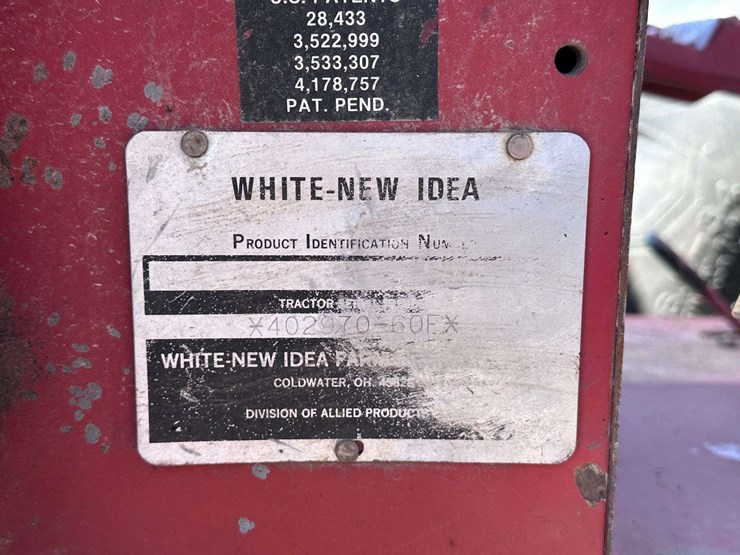 U.S. PATENTS
28,433
3,522,999
3,533,307
4,178,757
PAT. PEND.
WHITE-NEW IDEA
PRODUCT IDENTIFICATION
TRACTOR
*402970-60E*
WHITE-NEW IDEA
COLDWATER, OH.
DIVISION OF ALLIED